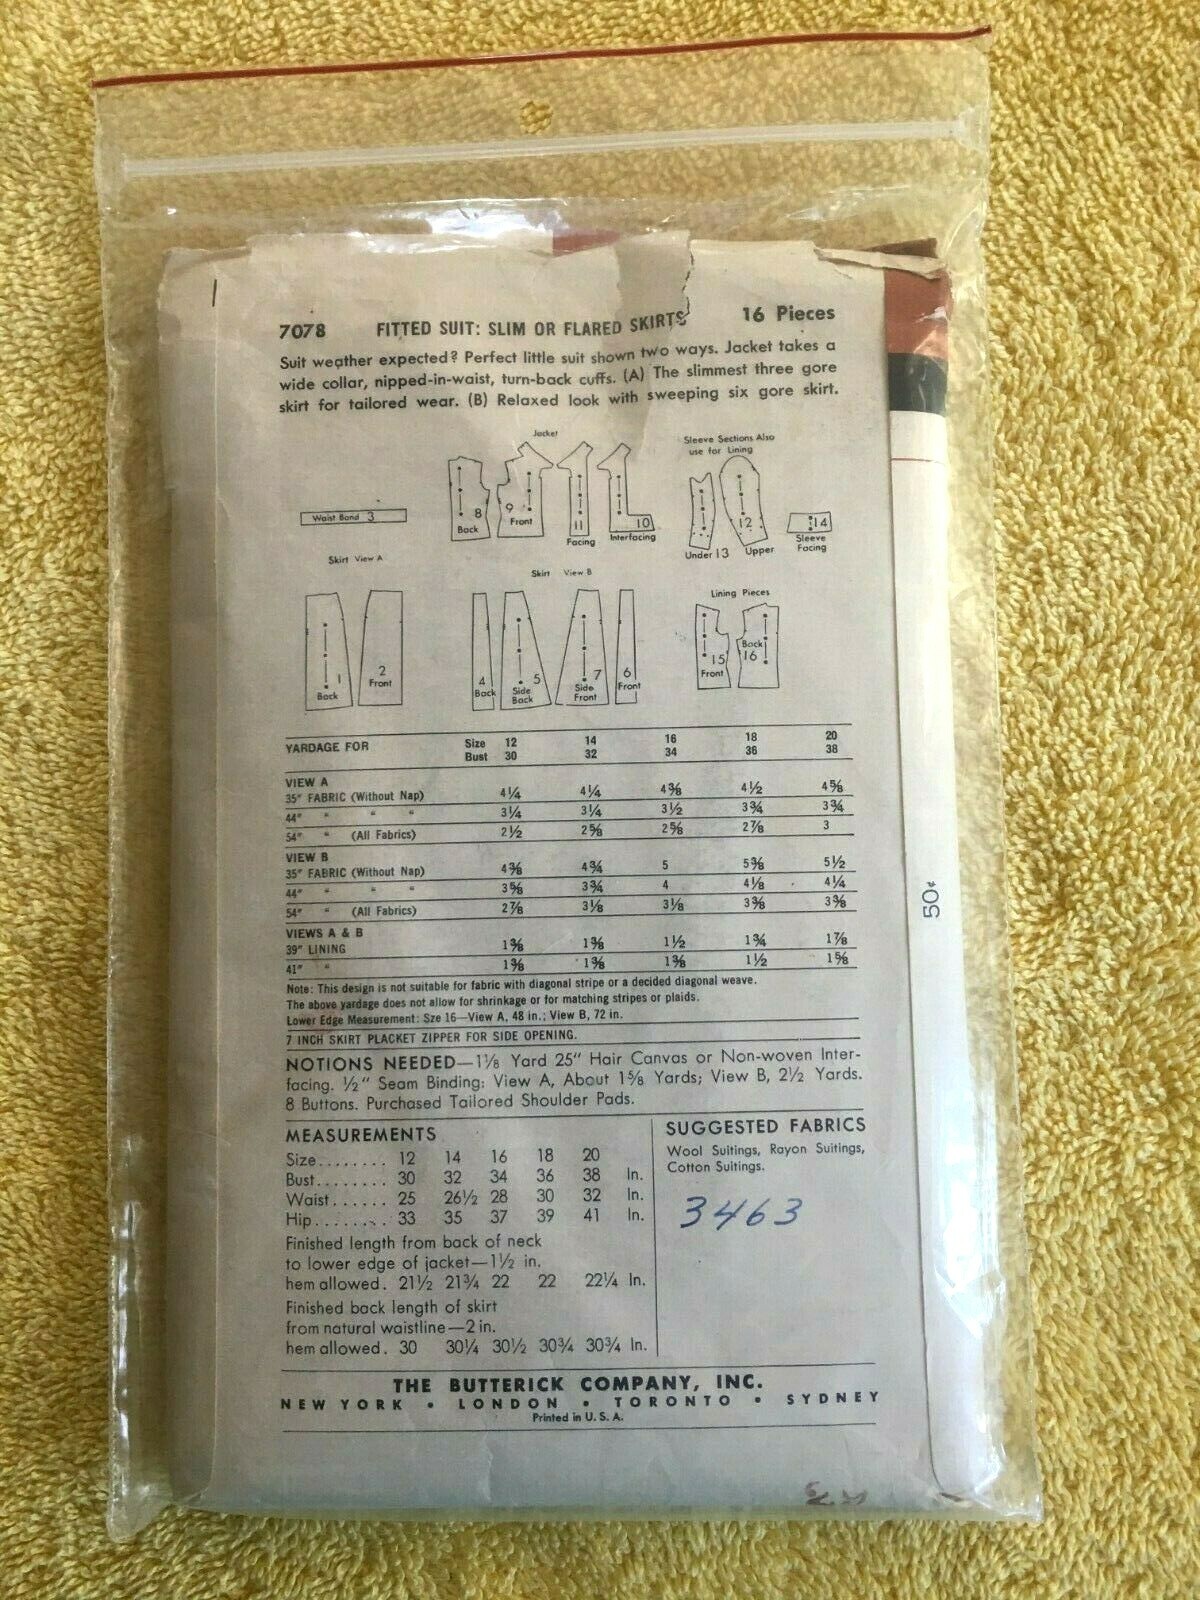 7078 FITTED SUIT: SLIM OR FLARED SKIRTS 16 Pieces
Suit weather expected? Perfect little suit shown two ways. Jacket takes a
wide collar, nipped-in-waist, turn-back cuffs. (A) The slimmest three gore
skirt for tailored wear. (B) Relaxed look with sweeping six gore skirt.
Jacket
Sleeve Sections Also
use for Lining
Waist Band 3
8 Back
9 Front
11 Facing
10 Interfacing
Under 13
12 Upper
14 Sleeve Facing
Skirt View A
Skirt View B
Lining Pieces
1 Back
2 Front
4 Back
5 Side Back
7 Side Front
6 Front
15 Front
Back 16
YARDAGE FOR Size 12 14 16 18 20
Bust 30 32 34 36 38
VIEW A
35" FABRIC (Without Nap) 4¼ 4¼ 4⅜ 4½ 4⅝
44" " " " 3¼ 3¼ 3½ 3¾ 3¾
54" " (All Fabrics) 2½ 2⅝ 2⅝ 2⅞ 3
VIEW B
35" FABRIC (Without Nap) 4⅜ 4¾ 5 5⅜ 5½
44" " " " 3⅝ 3¾ 4 4⅛ 4¼
54" " (All Fabrics) 2⅞ 3⅛ 3⅛ 3⅜ 3⅜
VIEWS A & B
39" LINING 1⅜ 1⅜ 1½ 1¾ 1⅞
41" " 1⅜ 1⅜ 1⅜ 1½ 1⅝
Note: This design is not suitable for fabric with diagonal stripe or a decided diagonal weave.
The above yardage does not allow for shrinkage or for matching stripes or plaids.
Lower Edge Measurement: Sze 16—View A, 48 in.; View B, 72 in.
7 INCH SKIRT PLACKET ZIPPER FOR SIDE OPENING.
NOTIONS NEEDED—1⅛ Yard 25" Hair Canvas or Non-woven Inter-
facing. ½" Seam Binding: View A, About 1⅝ Yards; View B, 2½ Yards.
8 Buttons. Purchased Tailored Shoulder Pads.
MEASUREMENTS
Size........ 12 14 16 18 20
Bust........ 30 32 34 36 38 In.
Waist...... 25 26½ 28 30 32 In.
Hip........ 33 35 37 39 41 In.
Finished length from back of neck
to lower edge of jacket—1½ in.
hem allowed. 21½ 21¾ 22 22 22¼ In.
Finished back length of skirt
from natural waistline—2 in.
hem allowed. 30 30¼ 30½ 30¾ 30¾ In.
SUGGESTED FABRICS
Wool Suitings, Rayon Suitings,
Cotton Suitings.
3463
THE BUTTERICK COMPANY, INC.
NEW YORK • LONDON • TORONTO • SYDNEY
Printed in U. S. A.
50¢